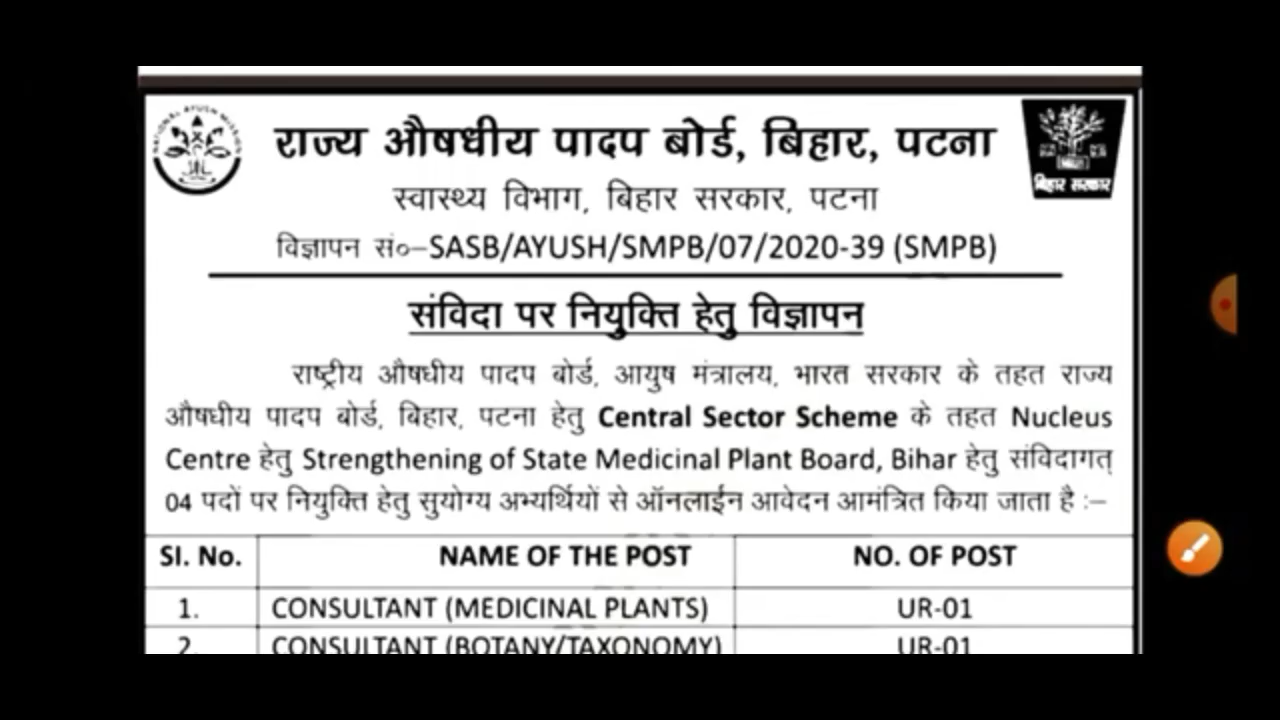 राज्य औषधीय पादप बोर्ड, बिहार, पटना
स्वास्थ्य विभाग, बिहार सरकार, पटना
विज्ञापन सं०–SASB/AYUSH/SMPB/07/2020-39 (SMPB)
संविदा पर नियुक्ति हेतु विज्ञापन
राष्ट्रीय औषधीय पादप बोर्ड, आयुष मंत्रालय, भारत सरकार के तहत राज्य
औषधीय पादप बोर्ड, बिहार, पटना हेतु Central Sector Scheme के तहत Nucleus
Centre हेतु Strengthening of State Medicinal Plant Board, Bihar हेतु संविदागत्
04 पदों पर नियुक्ति हेतु सुयोग्य अभ्यर्थियों से ऑनलाईन आवेदन आमंत्रित किया जाता है :–
Sl. No. NAME OF THE POST NO. OF POST
1. CONSULTANT (MEDICINAL PLANTS) UR-01
2. CONSULTANT (BOTANY/TAXONOMY) UR-01
NATIONAL AYUSH MISSION
बिहार सरकार